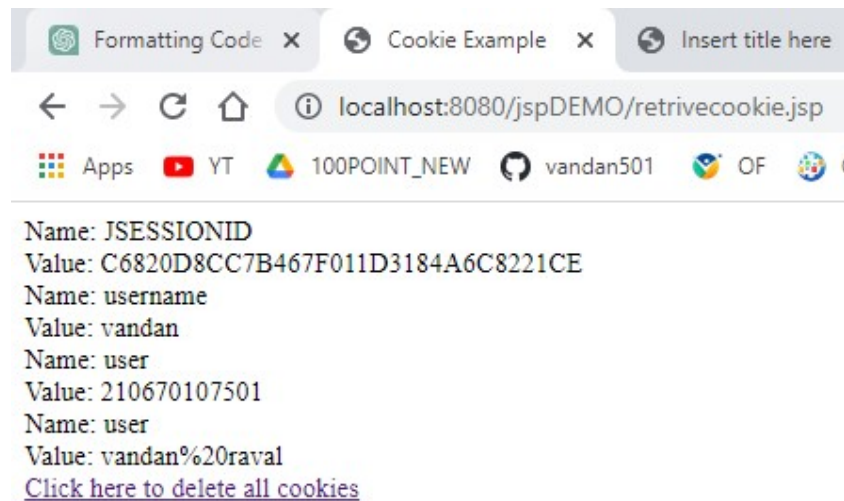 Formatting Code Cookie Example Insert title here
localhost:8080/jspDEMO/retrivecookie.jsp
Apps YT 100POINT_NEW vandan501 OF
Name: JSESSIONID
Value: C6820D8CC7B467F011D3184A6C8221CE
Name: username
Value: vandan
Name: user
Value: 210670107501
Name: user
Value: vandan%20raval
Click here to delete all cookies